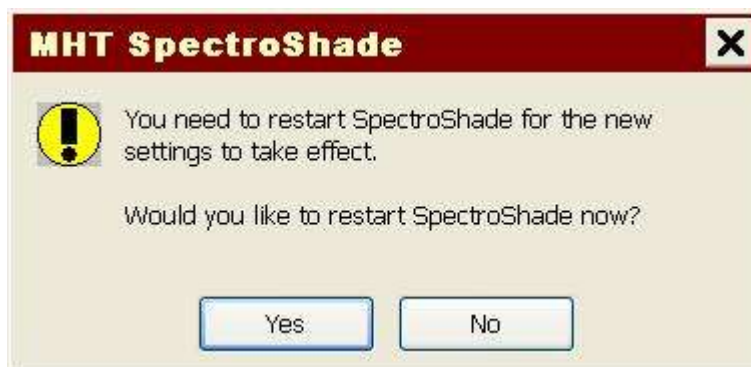 MHT SpectroShade
You need to restart SpectroShade for the new
settings to take effect.
Would you like to restart SpectroShade now?
Yes
No